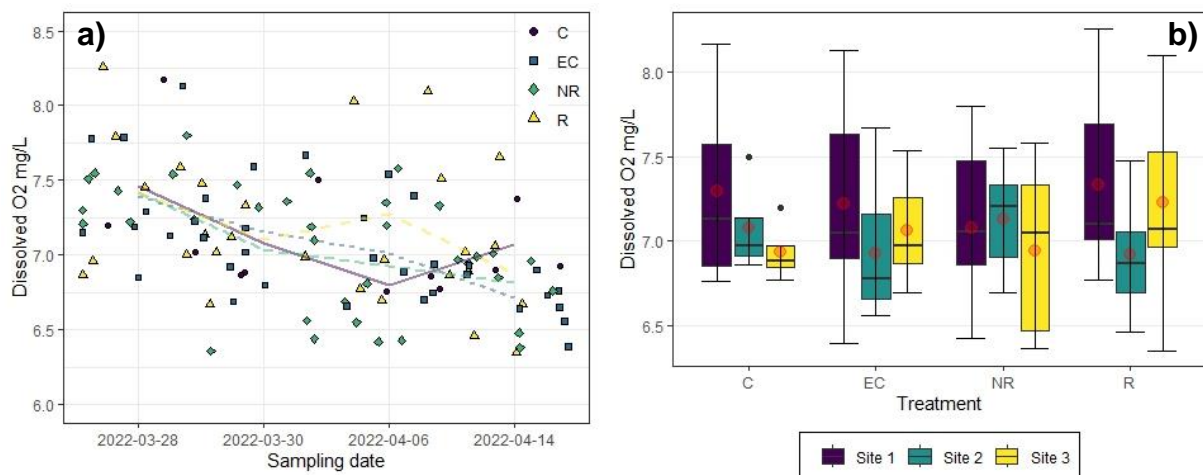 a)
8.5
8.0
7.5
7.0
6.5
6.0
Dissolved O2 mg/L
C
EC
NR
R
2022-03-28 2022-03-30 2022-04-06 2022-04-14
Sampling date
b)
8.0
7.5
7.0
6.5
Dissolved O2 mg/L
C EC NR R
Treatment
Site 1 Site 2 Site 3